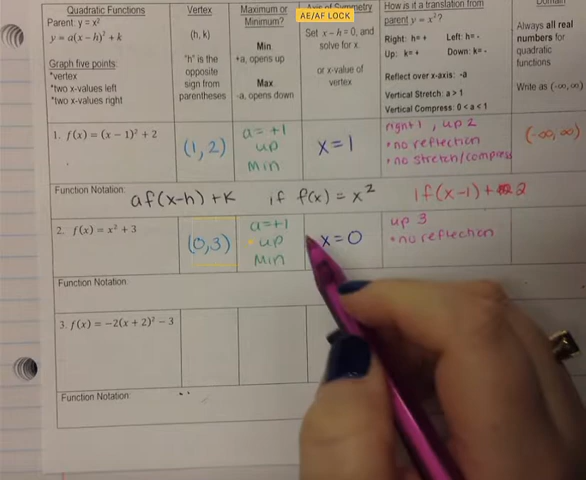 Quadratic Functions
Parent: y = x²
y = a(x − h)² + k
Graph five points:
*vertex
*two x-values left
*two x-values right
Vertex
(h, k)
"h" is the
opposite
sign from
parentheses
Maximum or
Minimum?
Min
+a, opens up
Max
-a, opens down
AE/AF LOCK
Set x − h = 0, and
solve for x.
or x-value of
vertex
How is it a translation from
parent y = x²?
Right: h= + Left: h= -
Up: k= + Down: k= -
Reflect over x-axis: -a
Vertical Stretch: a > 1
Vertical Compress: 0 < a < 1
Domain
Always all real
numbers for
quadratic
functions
Write as (-∞, ∞)
1. f(x) = (x − 1)² + 2
(1, 2)
a = +1
up
min
x = 1
right 1, up 2
• no reflection
• no stretch/compress
(-∞, ∞)
Function Notation:
af(x-h)+k if f(x) = x²
1f(x-1)+2
2. f(x) = x² + 3
(0,3)
a=+1
up
min
x=0
up 3
• no reflection
Function Notation:
3. f(x) = −2(x + 2)² − 3
Function Notation: